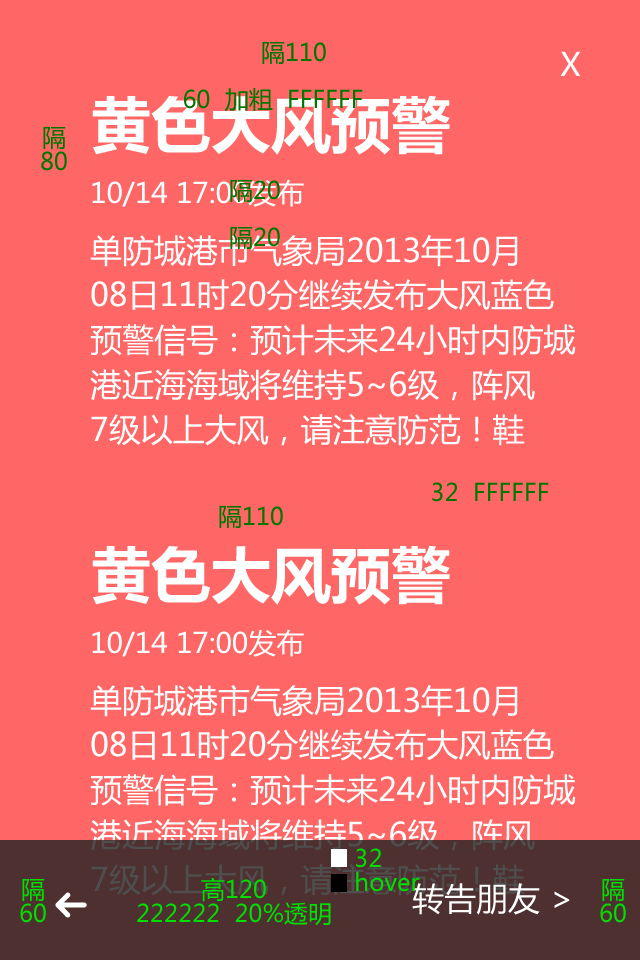 隔110
X
60 加粗 FFFFFF
黄色大风预警
隔
80
10/14 17:00发布
隔20
隔20
单防城港市气象局2013年10月
08日11时20分继续发布大风蓝色
预警信号：预计未来24小时内防城
港近海海域将维持5~6级，阵风
7级以上大风，请注意防范！鞋
32 FFFFFF
隔110
黄色大风预警
10/14 17:00发布
单防城港市气象局2013年10月
08日11时20分继续发布大风蓝色
预警信号：预计未来24小时内防城
港近海海域将维持5~6级，阵风
7级以上大风，请注意防范！鞋
32
hover
隔
60
高120
222222 20%透明
转告朋友 >
隔
60